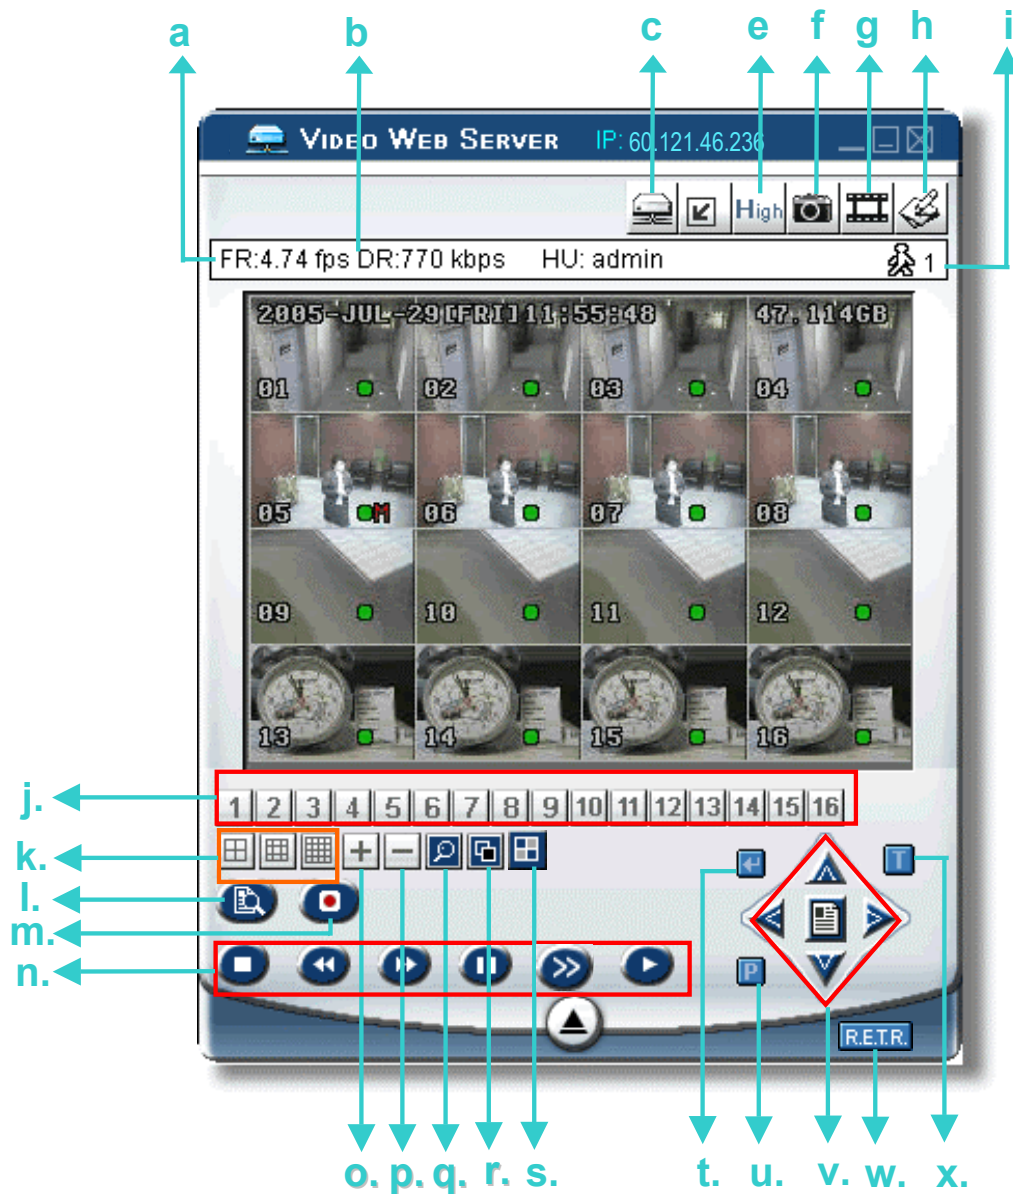 a b c e f g h i
VIDEO WEB SERVER IP: 60.121.46.236
High
FR:4.74 fps DR:770 kbps HU: admin 1
2005-JUL-29[FRI]11:55:48 47.114GB
01 02 03 04
05 M 06 07 08
09 10 11 12
13 14 15 16
j. 1 2 3 4 5 6 7 8 9 10 11 12 13 14 15 16
k.
l.
T
m.
n.
P
R.E.T.R.
o. p. q. r. s. t. u. v. w. x.